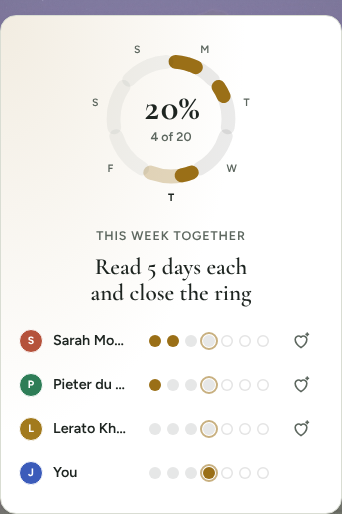 S
M
S
T
20%
4 of 20
F
W
T
THIS WEEK TOGETHER
Read 5 days each
and close the ring
S Sarah Mo...
P Pieter du ...
L Lerato Kh...
J You